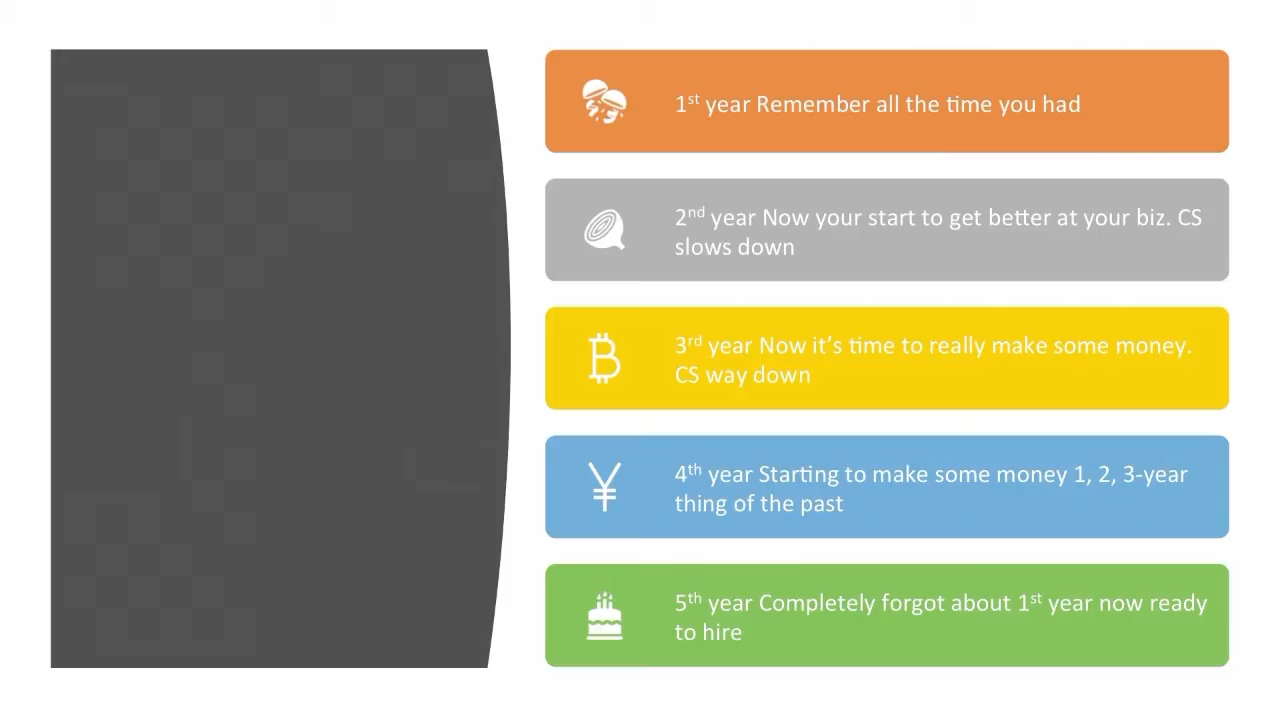 1st year Remember all the time you had
2nd year Now your start to get better at your biz. CS
slows down
3rd year Now it’s time to really make some money.
CS way down
4th year Starting to make some money 1, 2, 3-year
thing of the past
5th year Completely forgot about 1st year now ready
to hire